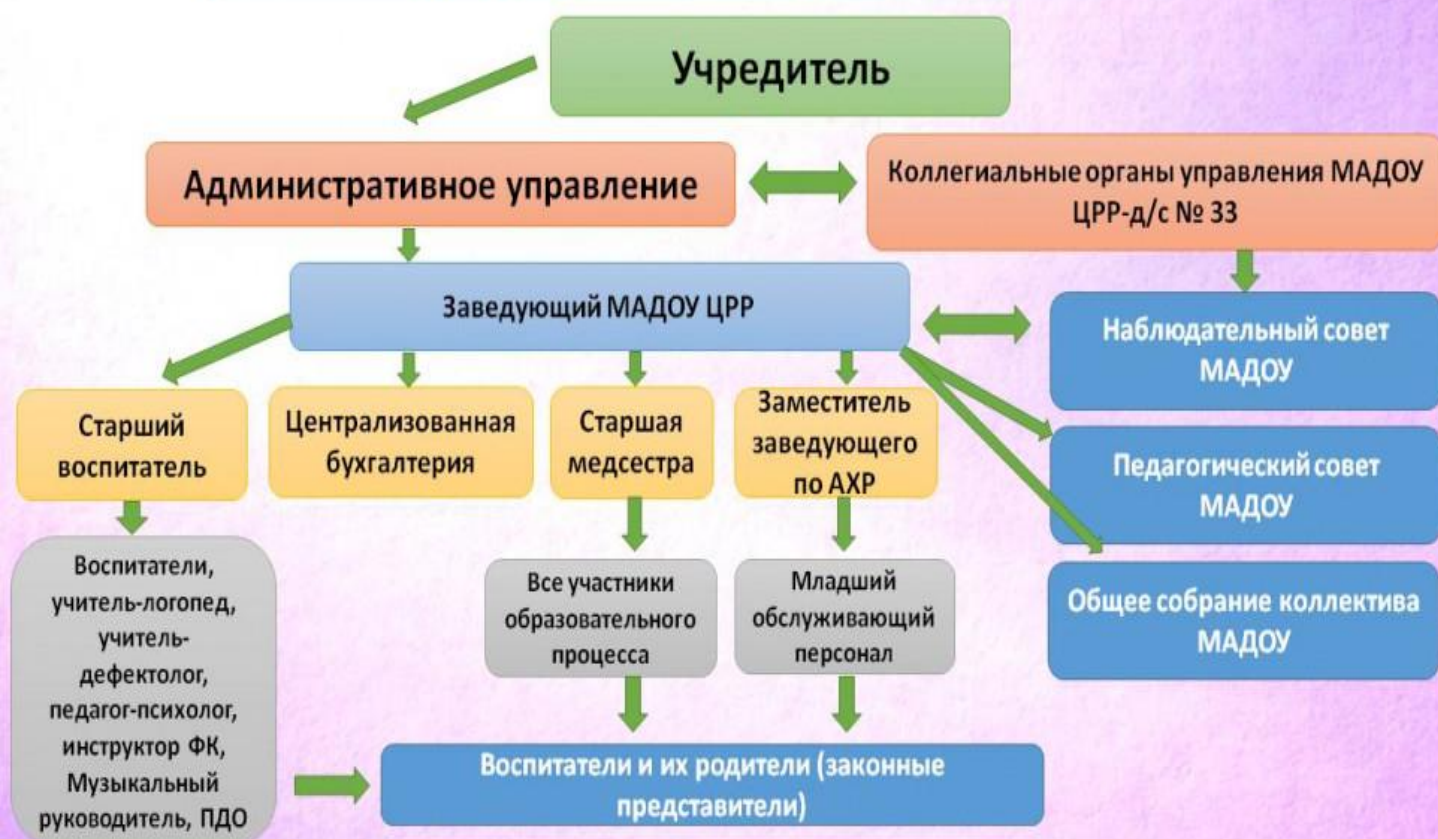 Учредитель
Административное управление
Коллегиальные органы управления МАДОУ
ЦРР-д/с № 33
Заведующий МАДОУ ЦРР
Наблюдательный совет
МАДОУ
Старший
воспитатель
Централизованная
бухгалтерия
Старшая
медсестра
Заместитель
заведующего
по АХР
Педагогический совет
МАДОУ
Воспитатели,
учитель-логопед,
учитель-
дефектолог,
педагог-психолог,
инструктор ФК,
Музыкальный
руководитель, ПДО
Все участники
образовательного
процесса
Младший
обслуживающий
персонал
Общее собрание коллектива
МАДОУ
Воспитатели и их родители (законные
представители)